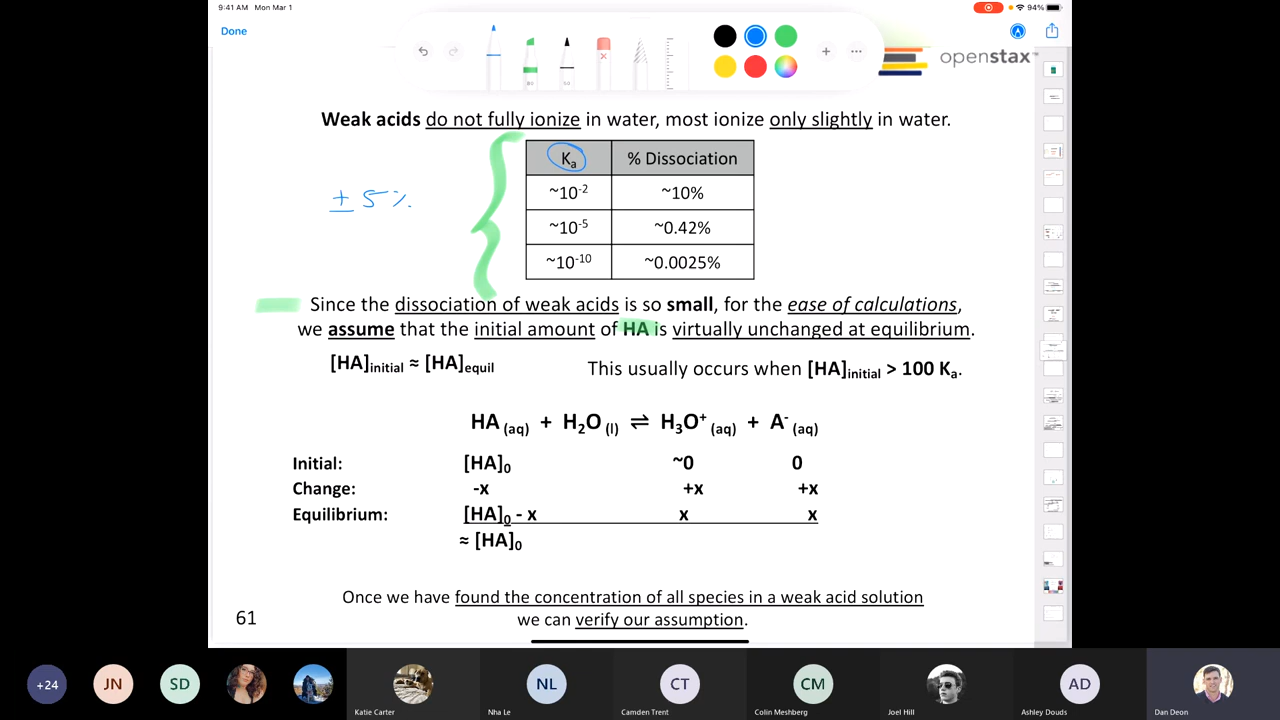 9:41 AM Mon Mar 1
94%
Done
openstax
Weak acids do not fully ionize in water, most ionize only slightly in water.
± 5 %
Kₐ % Dissociation
~10⁻² ~10%
~10⁻⁵ ~0.42%
~10⁻¹⁰ ~0.0025%
Since the dissociation of weak acids is so small, for the ease of calculations,
we assume that the initial amount of HA is virtually unchanged at equilibrium.
[HA]initial ≈ [HA]equil This usually occurs when [HA]initial > 100 Kₐ.
HA (aq) + H₂O (l) ⇌ H₃O⁺ (aq) + A⁻ (aq)
Initial: [HA]₀ ~0 0
Change: -x +x +x
Equilibrium: [HA]₀ - x x x
≈ [HA]₀
Once we have found the concentration of all species in a weak acid solution
we can verify our assumption.
61
+24 JN SD NL CT CM AD
Katie Carter Nha Le Camden Trent Colin Meshberg Joel Hill Ashley Douds Dan Deon